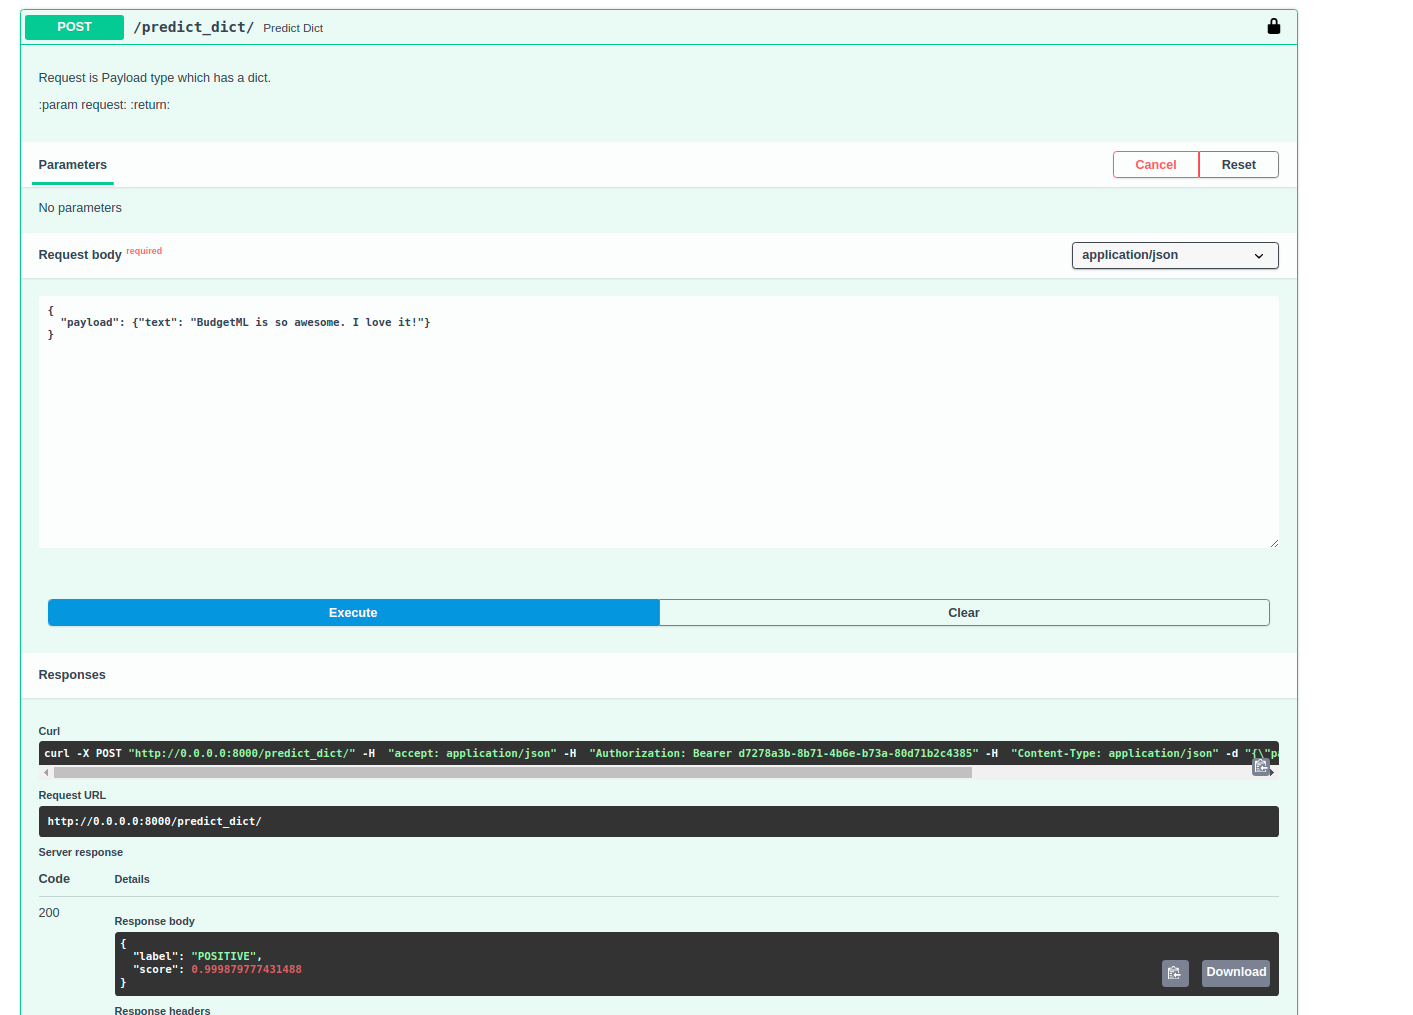 POST /predict_dict/ Predict Dict
Request is Payload type which has a dict.
:param request: :return:
Parameters
Cancel Reset
No parameters
Request body required
application/json
{
  "payload": {"text": "BudgetML is so awesome. I love it!"}
}
Execute Clear
Responses
Curl
curl -X POST "http://0.0.0.0:8000/predict_dict/" -H  "accept: application/json" -H  "Authorization: Bearer d7278a3b-8b71-4b6e-b73a-80d71b2c4385" -H  "Content-Type: application/json" -d "{\"pa
Request URL
http://0.0.0.0:8000/predict_dict/
Server response
Code Details
200
Response body
{
  "label": "POSITIVE",
  "score": 0.999879777431488
}
Download
Response headers